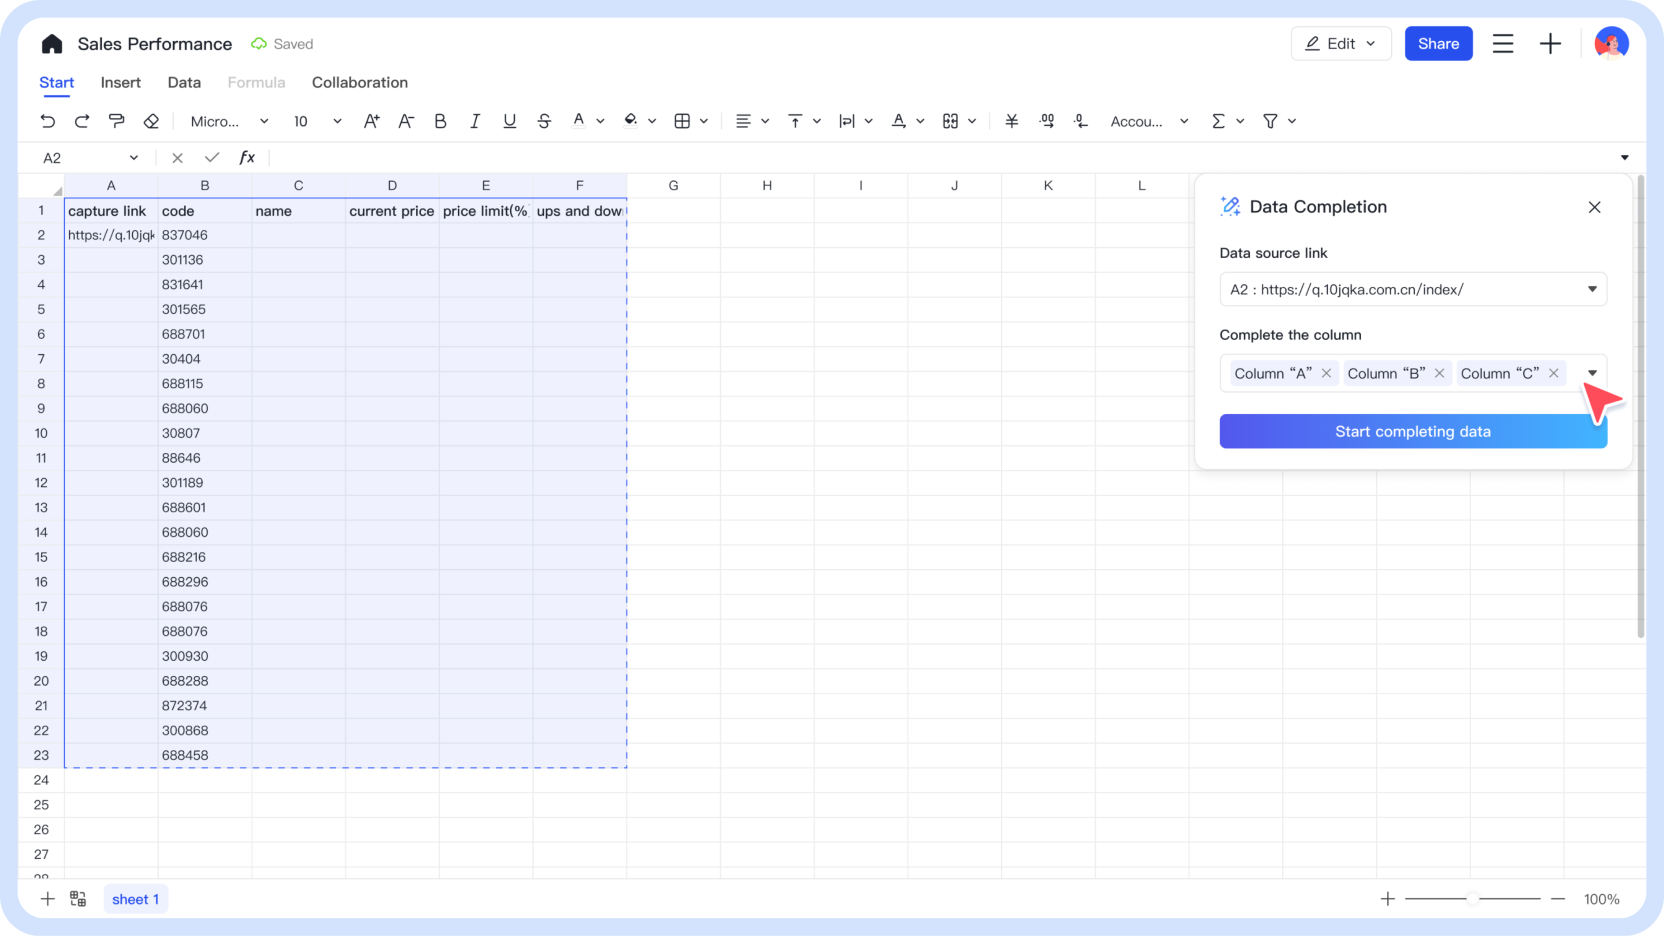 Sales Performance Saved Edit Share
Start Insert Data Formula Collaboration
Micro... 10 A+ A- B I U S A A ¥ .00 .0 Accou... Σ
A2 fx
A B C D E F G H I J K L
1 capture link code name current price price limit(% ups and dow
2 https://q.10jqk 837046
3 301136
4 831641
5 301565
6 688701
7 30404
8 688115
9 688060
10 30807
11 88646
12 301189
13 688601
14 688060
15 688216
16 688296
17 688076
18 688076
19 300930
20 688288
21 872374
22 300868
23 688458
24
25
26
27
28
Data Completion
Data source link
A2 : https://q.10jqka.com.cn/index/
Complete the column
Column “A” Column “B” Column “C”
Start completing data
sheet 1 100%